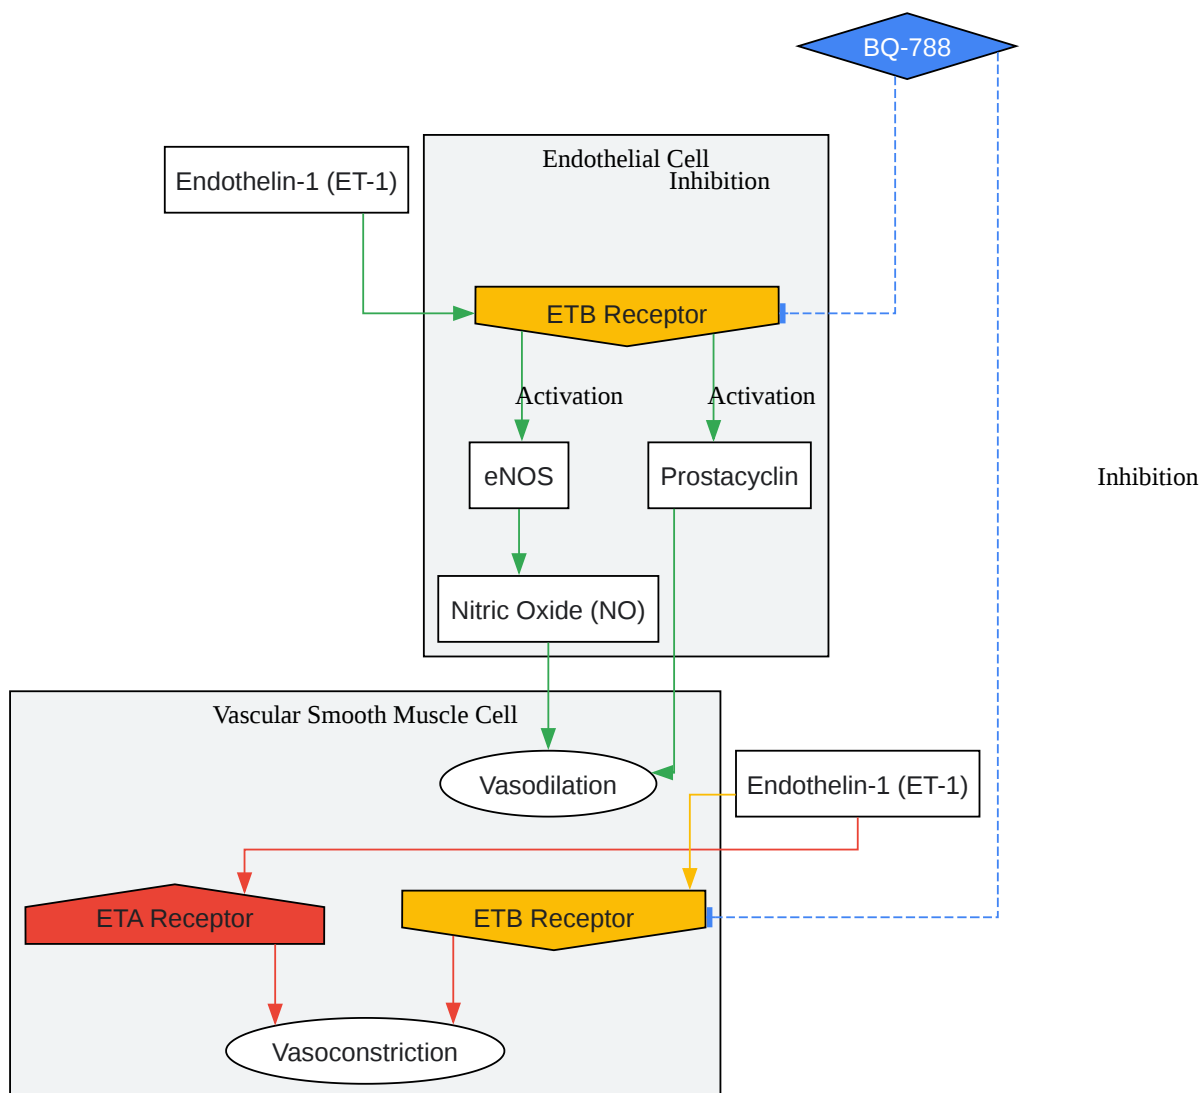 BQ-788
Endothelial Cell
Endothelin-1 (ET-1)
Inhibition
ETB Receptor
Activation
Activation
eNOS
Prostacyclin
Inhibition
Nitric Oxide (NO)
Vascular Smooth Muscle Cell
Vasodilation
Endothelin-1 (ET-1)
ETA Receptor
ETB Receptor
Vasoconstriction